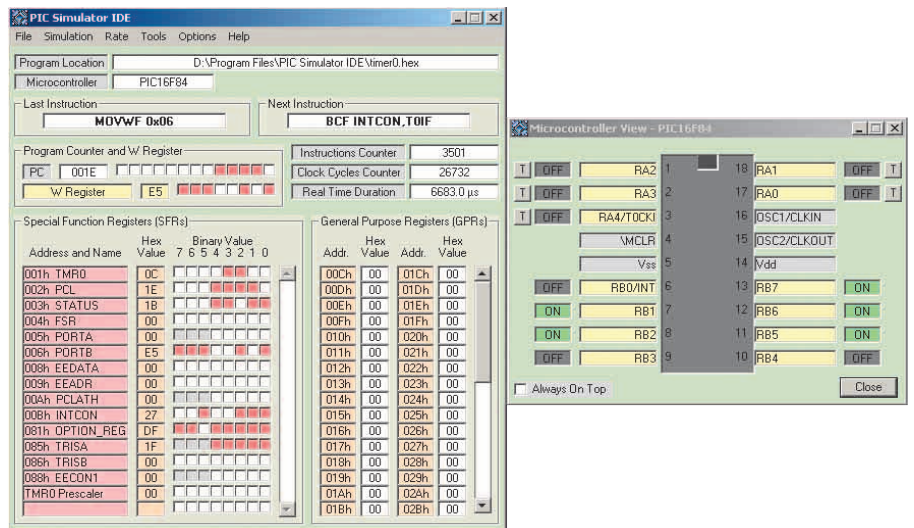 PIC Simulator IDE
File Simulation Rate Tools Options Help
Program Location D:\Program Files\PIC Simulator IDE\timer0.hex
Microcontroller PIC16F84
Last Instruction
MOVWF 0x06
Next Instruction
BCF INTCON,T0IF
Program Counter and W Register
PC 001E
W Register E5
Instructions Counter 3501
Clock Cycles Counter 26732
Real Time Duration 6683.0 µs
Special Function Registers (SFRs)
Address and Name Hex Value Binary Value 7 6 5 4 3 2 1 0
001h TMR0 0C
002h PCL 1E
003h STATUS 1B
004h FSR 00
005h PORTA 00
006h PORTB E5
008h EEDATA 00
009h EEADR 00
00Ah PCLATH 00
00Bh INTCON 27
081h OPTION_REG DF
085h TRISA 1F
086h TRISB 00
088h EECON1 00
TMR0 Prescaler 00
General Purpose Registers (GPRs)
Addr. Hex Value Addr. Hex Value
00Ch 00 01Ch 00
00Dh 00 01Dh 00
00Eh 00 01Eh 00
00Fh 00 01Fh 00
010h 00 020h 00
011h 00 021h 00
012h 00 022h 00
013h 00 023h 00
014h 00 024h 00
015h 00 025h 00
016h 00 026h 00
017h 00 027h 00
018h 00 028h 00
019h 00 029h 00
01Ah 00 02Ah 00
01Bh 00 02Bh 00
Microcontroller View - PIC16F84
T OFF RA2 1 18 RA1 OFF T
T OFF RA3 2 17 RA0 OFF T
T OFF RA4/T0CKI 3 16 OSC1/CLKIN
\MCLR 4 15 OSC2/CLKOUT
Vss 5 14 Vdd
OFF RB0/INT 6 13 RB7 ON
ON RB1 7 12 RB6 ON
ON RB2 8 11 RB5 ON
OFF RB3 9 10 RB4 OFF
Always On Top
Close